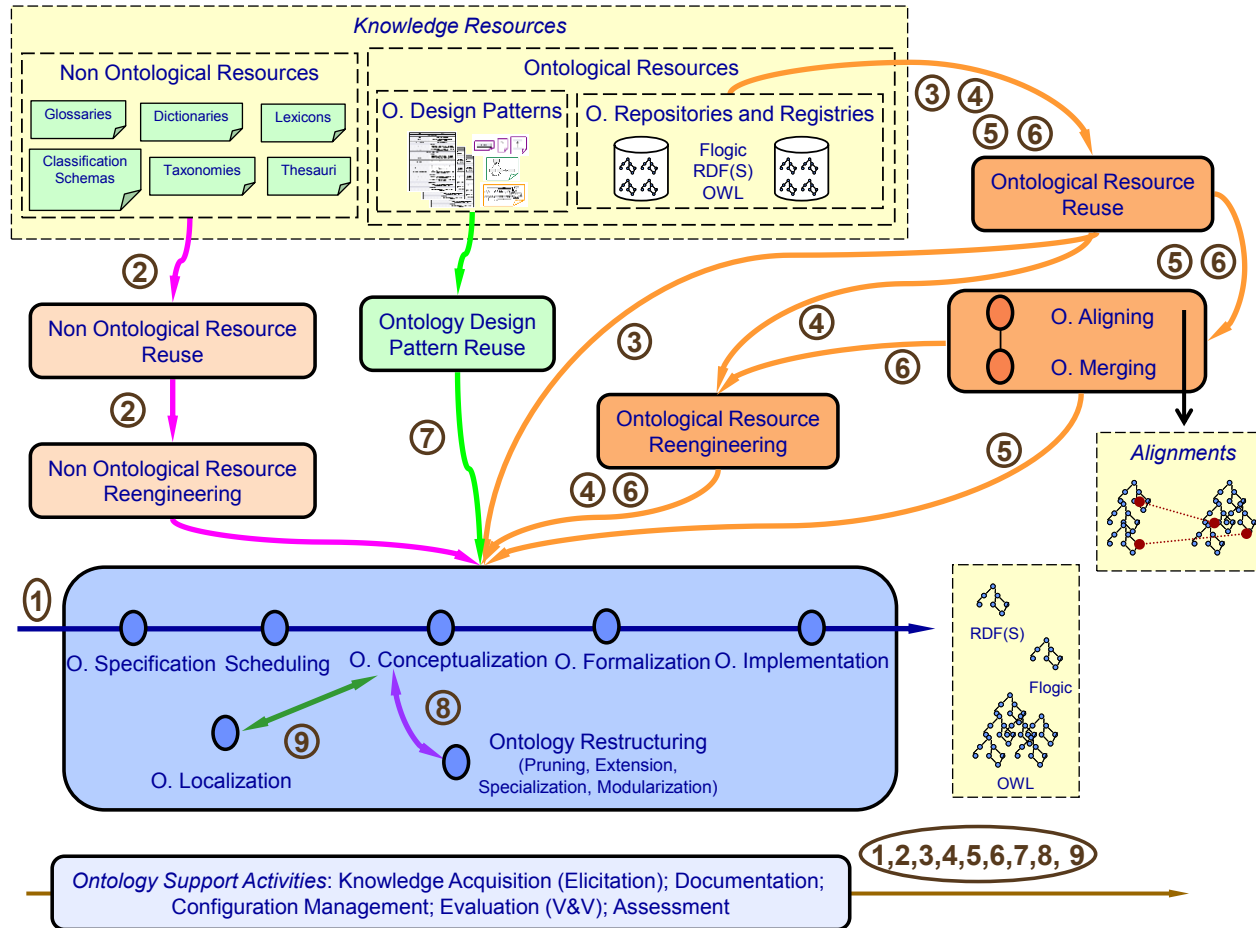 Knowledge Resources
Non Ontological Resources
Glossaries
Dictionaries
Lexicons
Classification
Schemas
Taxonomies
Thesauri
Ontological Resources
O. Design Patterns
O. Repositories and Registries
Flogic
RDF(S)
OWL
3
4
5
6
Ontological Resource
Reuse
5
6
2
Non Ontological Resource
Reuse
2
Non Ontological Resource
Reengineering
Ontology Design
Pattern Reuse
7
3
4
6
O. Aligning
O. Merging
Ontological Resource
Reengineering
4
6
5
Alignments
1
O. Specification
Scheduling
O. Conceptualization
O. Formalization
O. Implementation
9
8
O. Localization
Ontology Restructuring
(Pruning, Extension,
Specialization, Modularization)
RDF(S)
Flogic
OWL
1,2,3,4,5,6,7,8, 9
Ontology Support Activities: Knowledge Acquisition (Elicitation); Documentation;
Configuration Management; Evaluation (V&V); Assessment